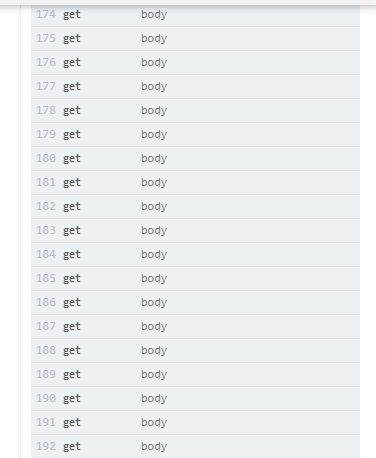 174 get body
175 get body
176 get body
177 get body
178 get body
179 get body
180 get body
181 get body
182 get body
183 get body
184 get body
185 get body
186 get body
187 get body
188 get body
189 get body
190 get body
191 get body
192 get body